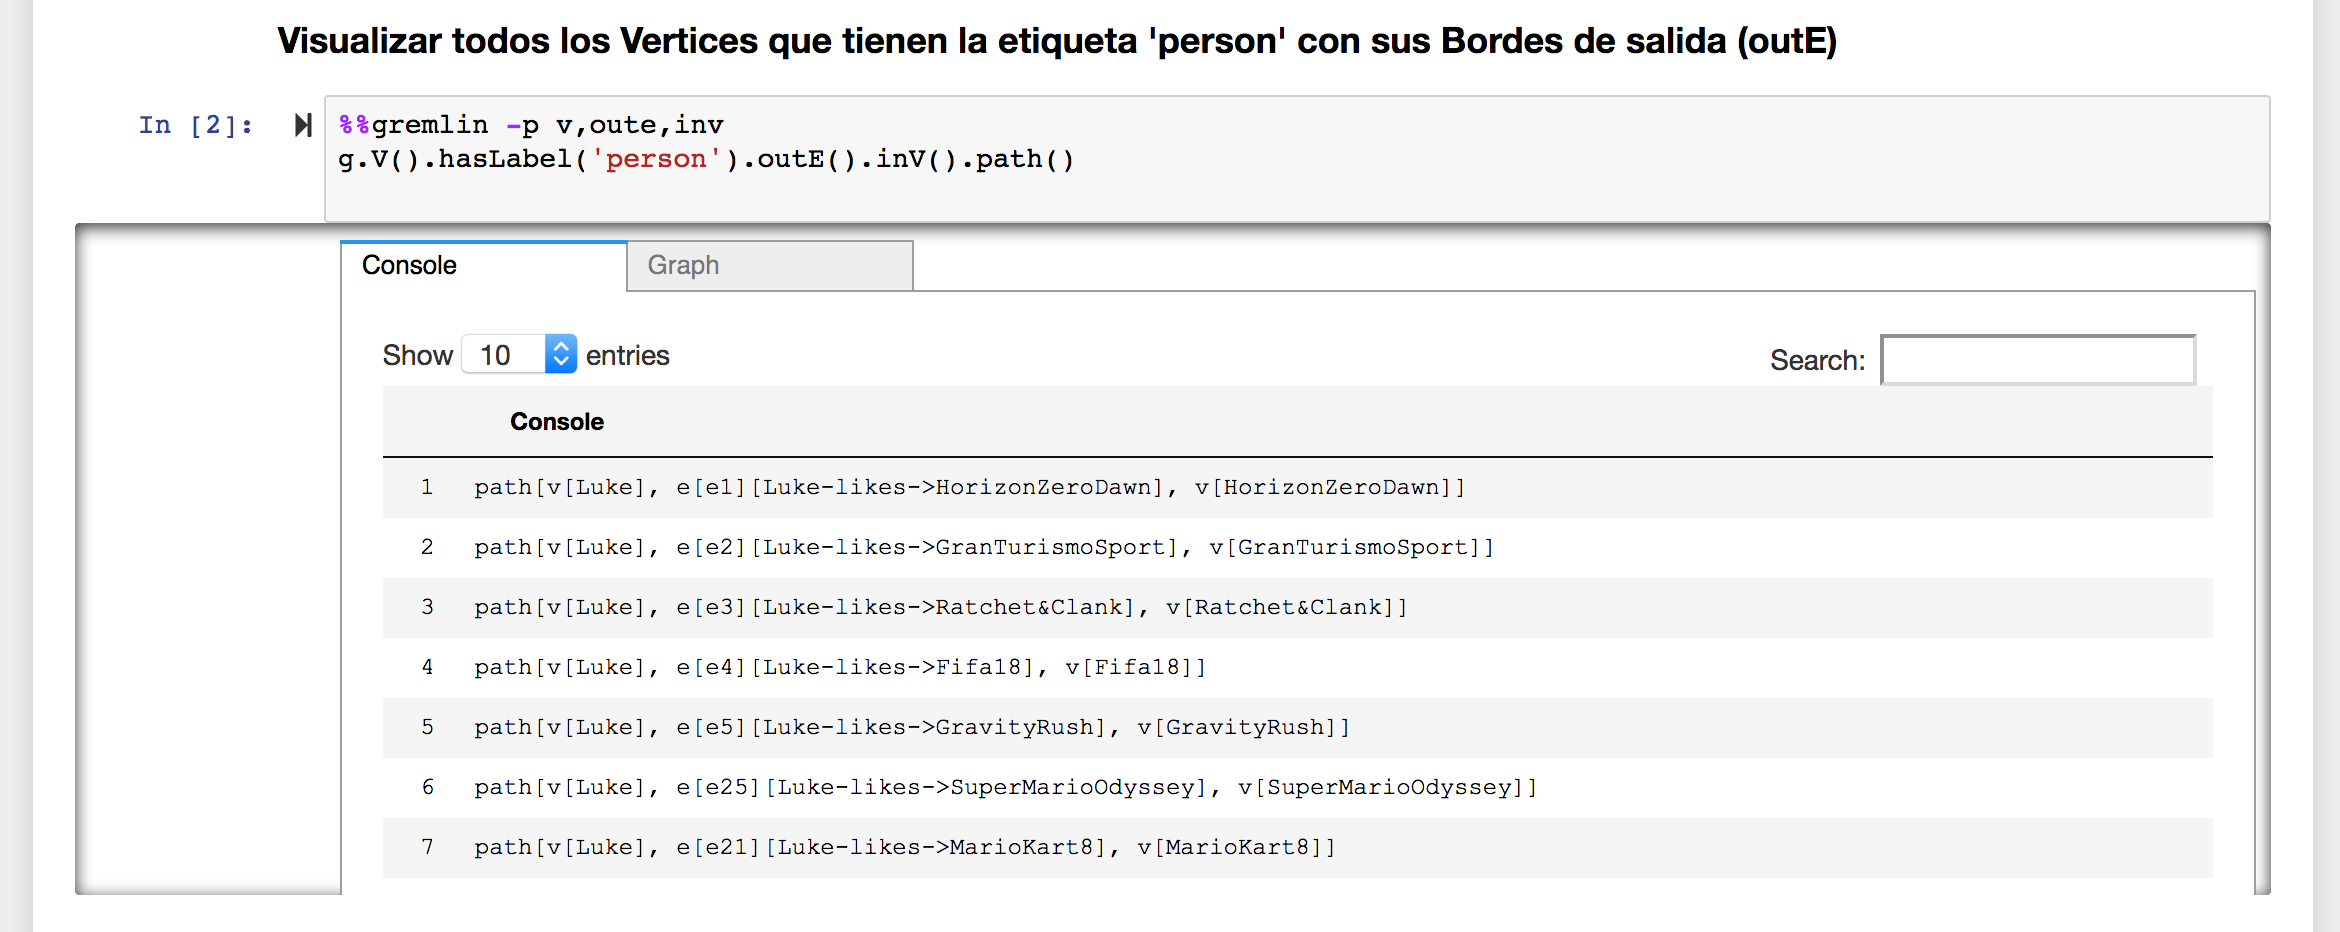 Visualizar todos los Vertices que tienen la etiqueta 'person' con sus Bordes de salida (outE)
In [2]:
%%gremlin -p v,oute,inv
g.V().hasLabel('person').outE().inV().path()
Console
Graph
Show 10 entries
Search:
Console
1 path[v[Luke], e[e1][Luke-likes->HorizonZeroDawn], v[HorizonZeroDawn]]
2 path[v[Luke], e[e2][Luke-likes->GranTurismoSport], v[GranTurismoSport]]
3 path[v[Luke], e[e3][Luke-likes->Ratchet&Clank], v[Ratchet&Clank]]
4 path[v[Luke], e[e4][Luke-likes->Fifa18], v[Fifa18]]
5 path[v[Luke], e[e5][Luke-likes->GravityRush], v[GravityRush]]
6 path[v[Luke], e[e25][Luke-likes->SuperMarioOdyssey], v[SuperMarioOdyssey]]
7 path[v[Luke], e[e21][Luke-likes->MarioKart8], v[MarioKart8]]